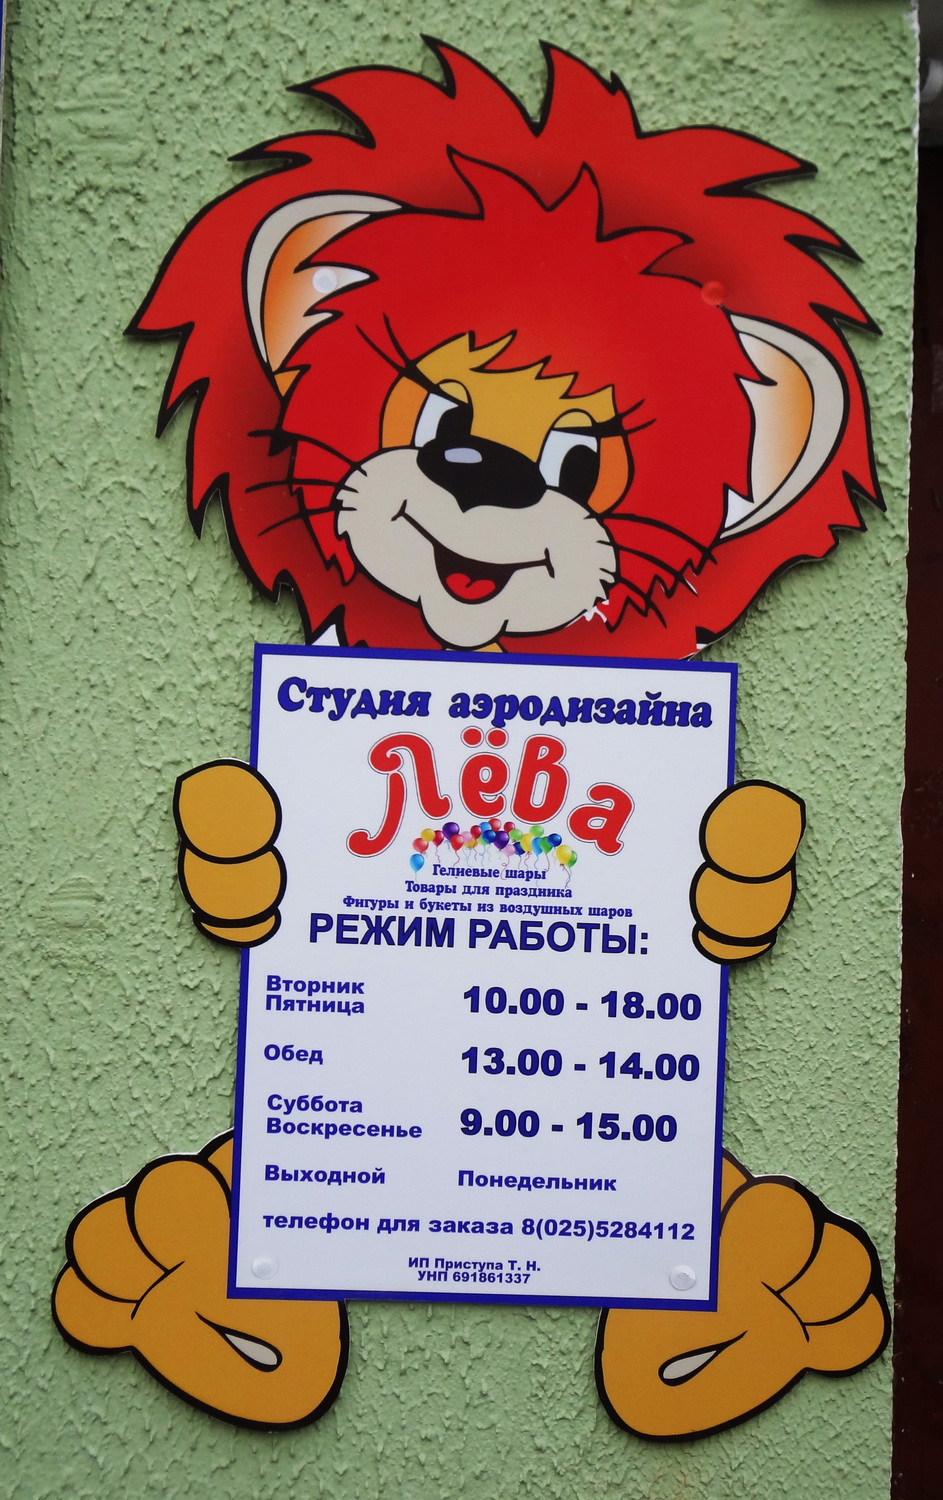 Студия аэродизайна
Лёва
Гелиевые шары
Товары для праздника
Фигуры и букеты из воздушных шаров
РЕЖИМ РАБОТЫ:
Вторник
Пятница 10.00 - 18.00
Обед 13.00 - 14.00
Суббота
Воскресенье 9.00 - 15.00
Выходной Понедельник
телефон для заказа 8(025)5284112
ИП Приступа Т. Н.
УНП 691861337